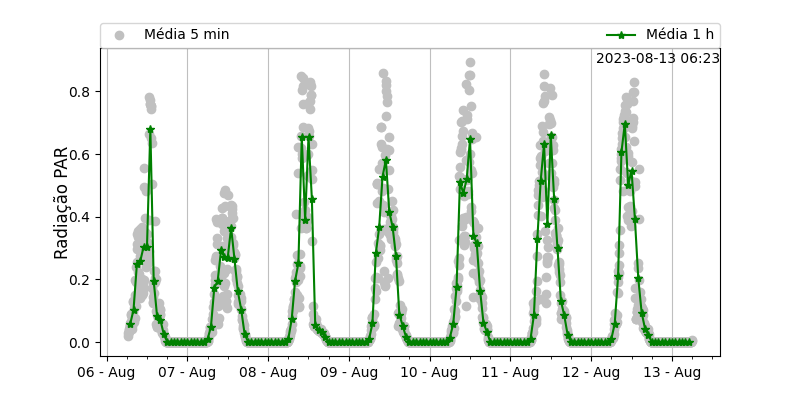 Média 5 min
Média 1 h
2023-08-13 06:23
Radiação PAR
0.8
0.6
0.4
0.2
0.0
06 - Aug
07 - Aug
08 - Aug
09 - Aug
10 - Aug
11 - Aug
12 - Aug
13 - Aug